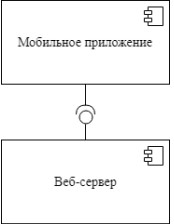 Мобильное приложение
Веб-сервер